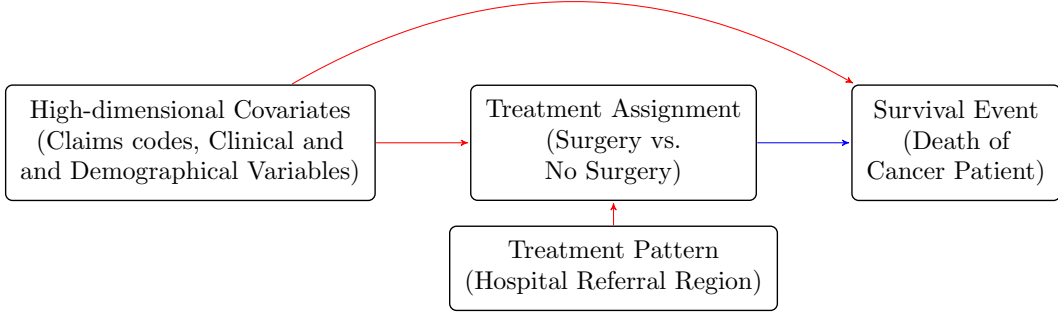 High-dimensional Covariates
(Claims codes, Clinical and
and Demographical Variables)
Treatment Assignment
(Surgery vs.
No Surgery)
Survival Event
(Death of
Cancer Patient)
Treatment Pattern
(Hospital Referral Region)